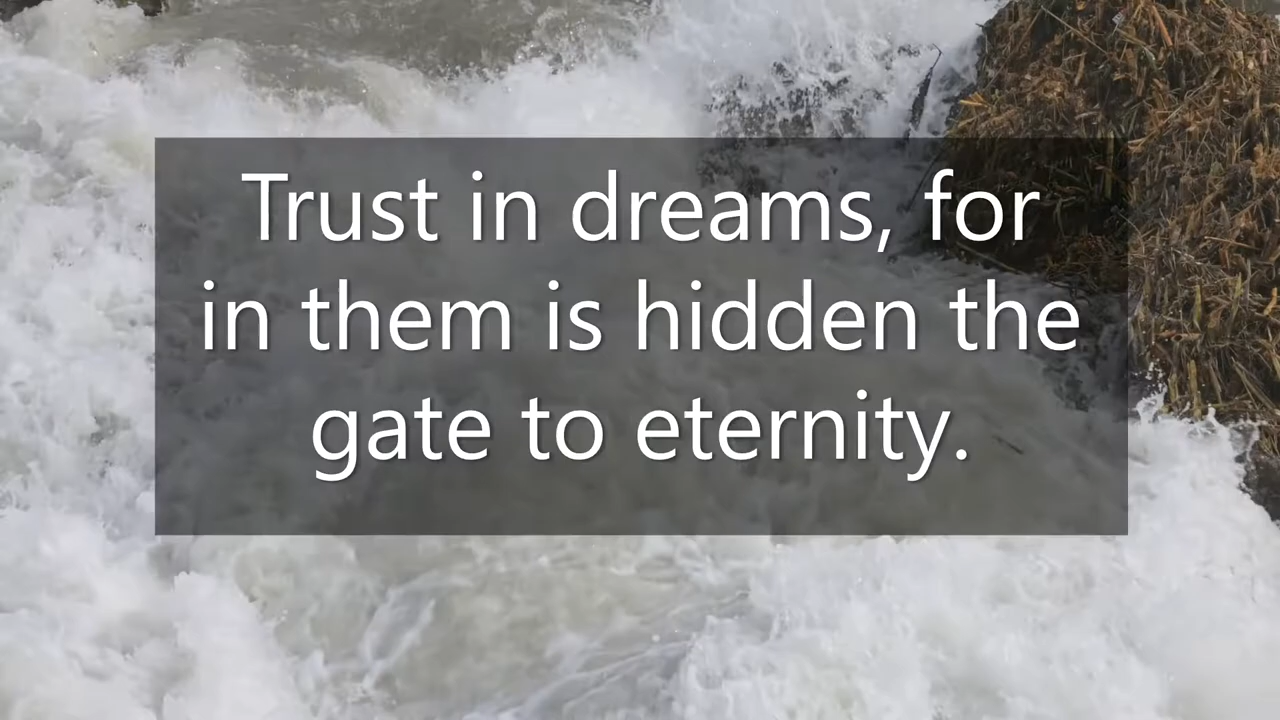 Trust in dreams, for
in them is hidden the
gate to eternity.